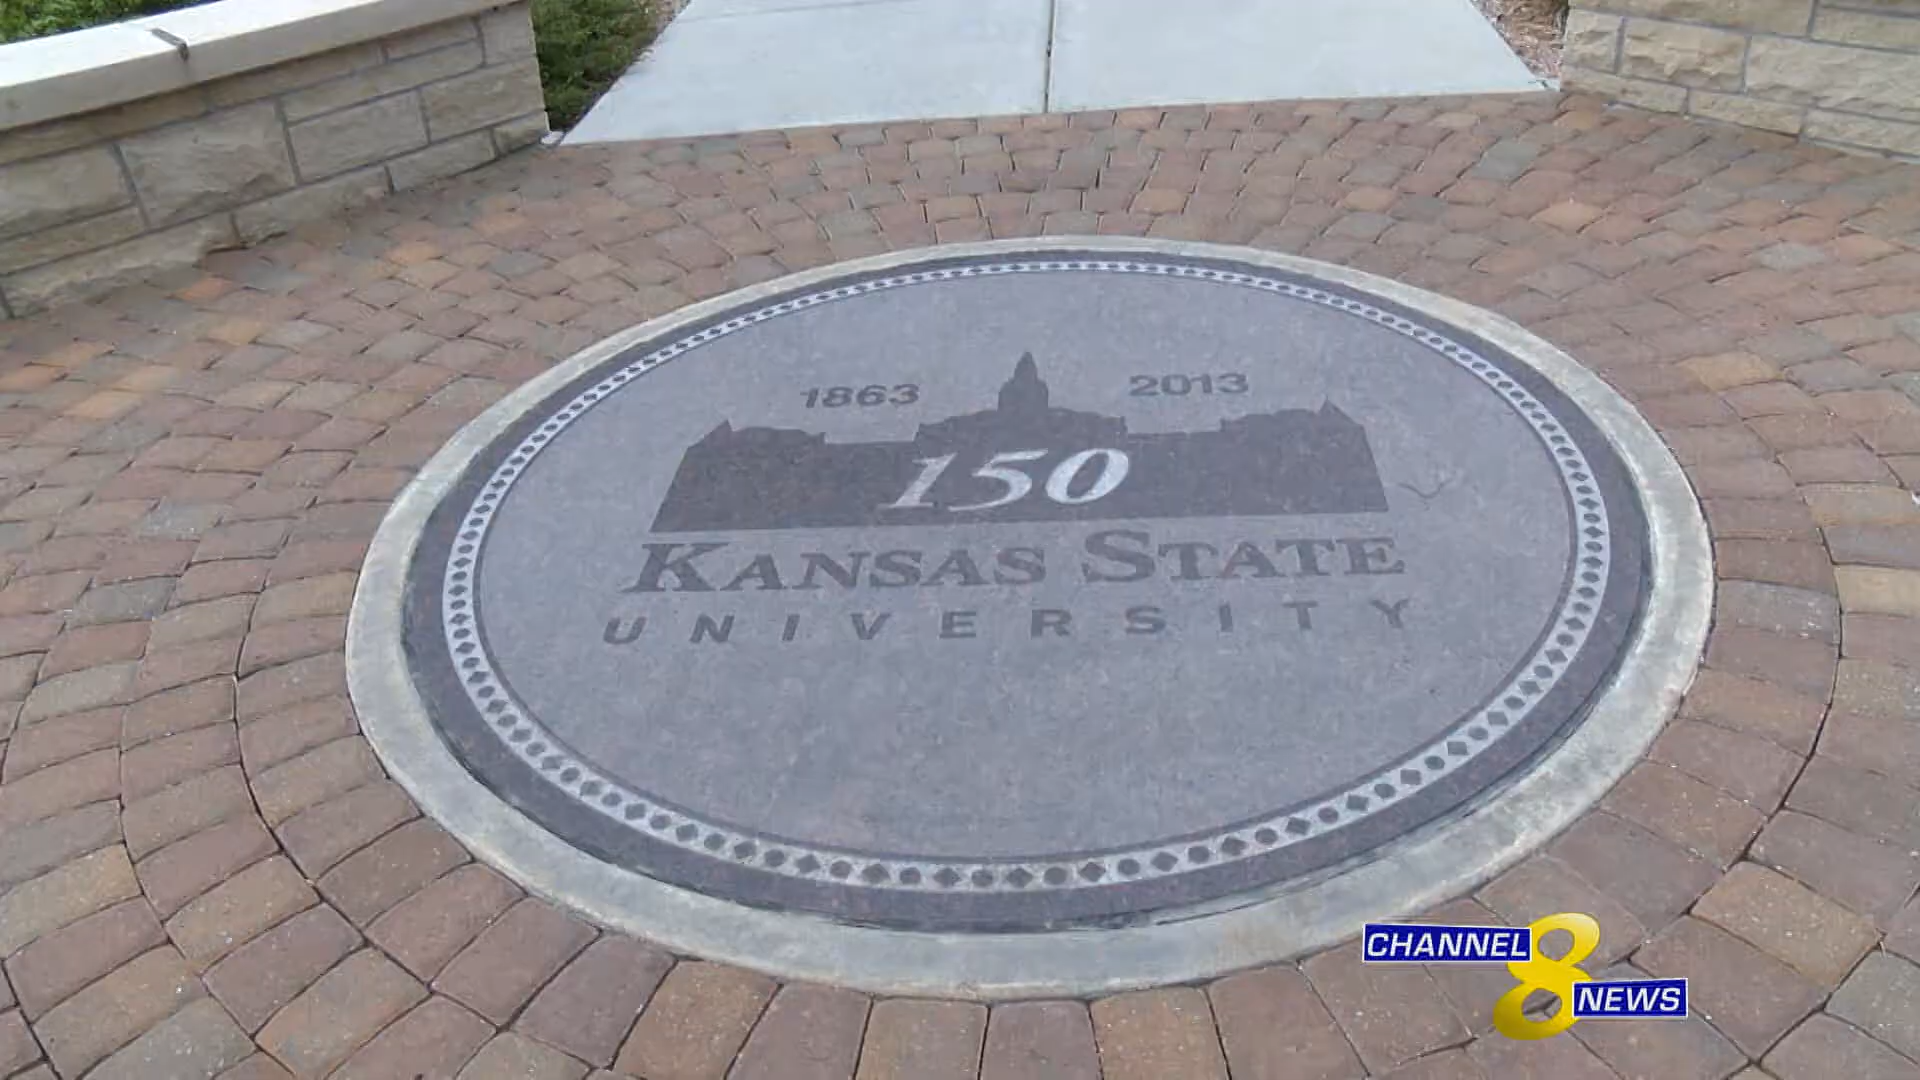 1863 2013
150
KANSAS STATE
UNIVERSITY
CHANNEL 8
NEWS